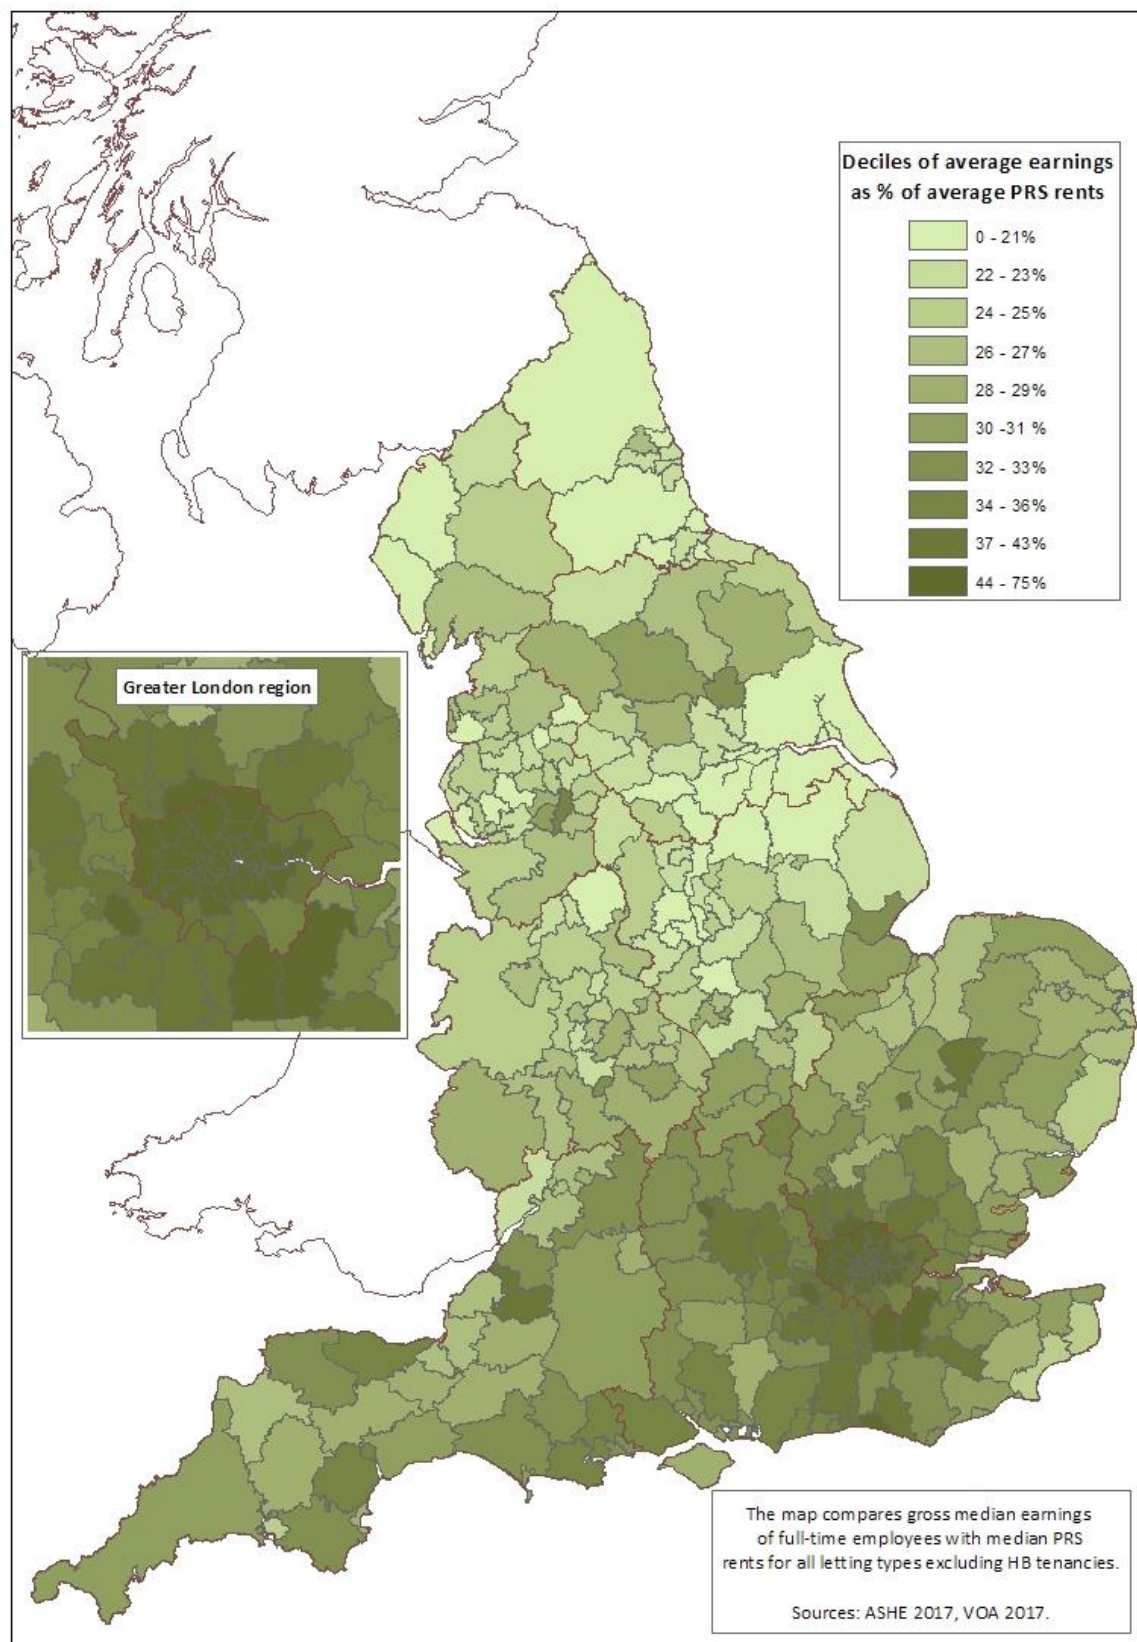 Deciles of average earnings
as % of average PRS rents
0 - 21%
22 - 23%
24 - 25%
26 - 27%
28 - 29%
30 -31 %
32 - 33%
34 - 36%
37 - 43%
44 - 75%
Greater London region
The map compares gross median earnings
of full-time employees with median PRS
rents for all letting types excluding HB tenancies.
Sources: ASHE 2017, VOA 2017.